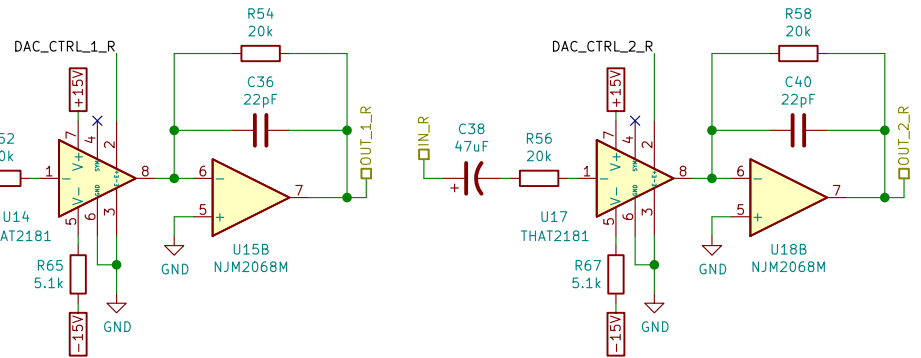 R54
20k
DAC_CTRL_1_R
C36
22pF
+15V
7
4
2
V+
SYM
1
−
8
6
−
7
5
+
V-
GND
E-E+
5
6
3
52
0k
U14
HAT2181
U15B
NJM2068M
GND
R65
5.1k
GND
-15V
OUT_1_R
IN_R
C38
47uF
+
R56
20k
R58
20k
DAC_CTRL_2_R
C40
22pF
+15V
7
4
2
V+
SYM
1
−
8
6
−
7
5
+
V-
GND
E-E+
5
6
3
U17
THAT2181
U18B
NJM2068M
GND
R67
5.1k
GND
-15V
OUT_2_R